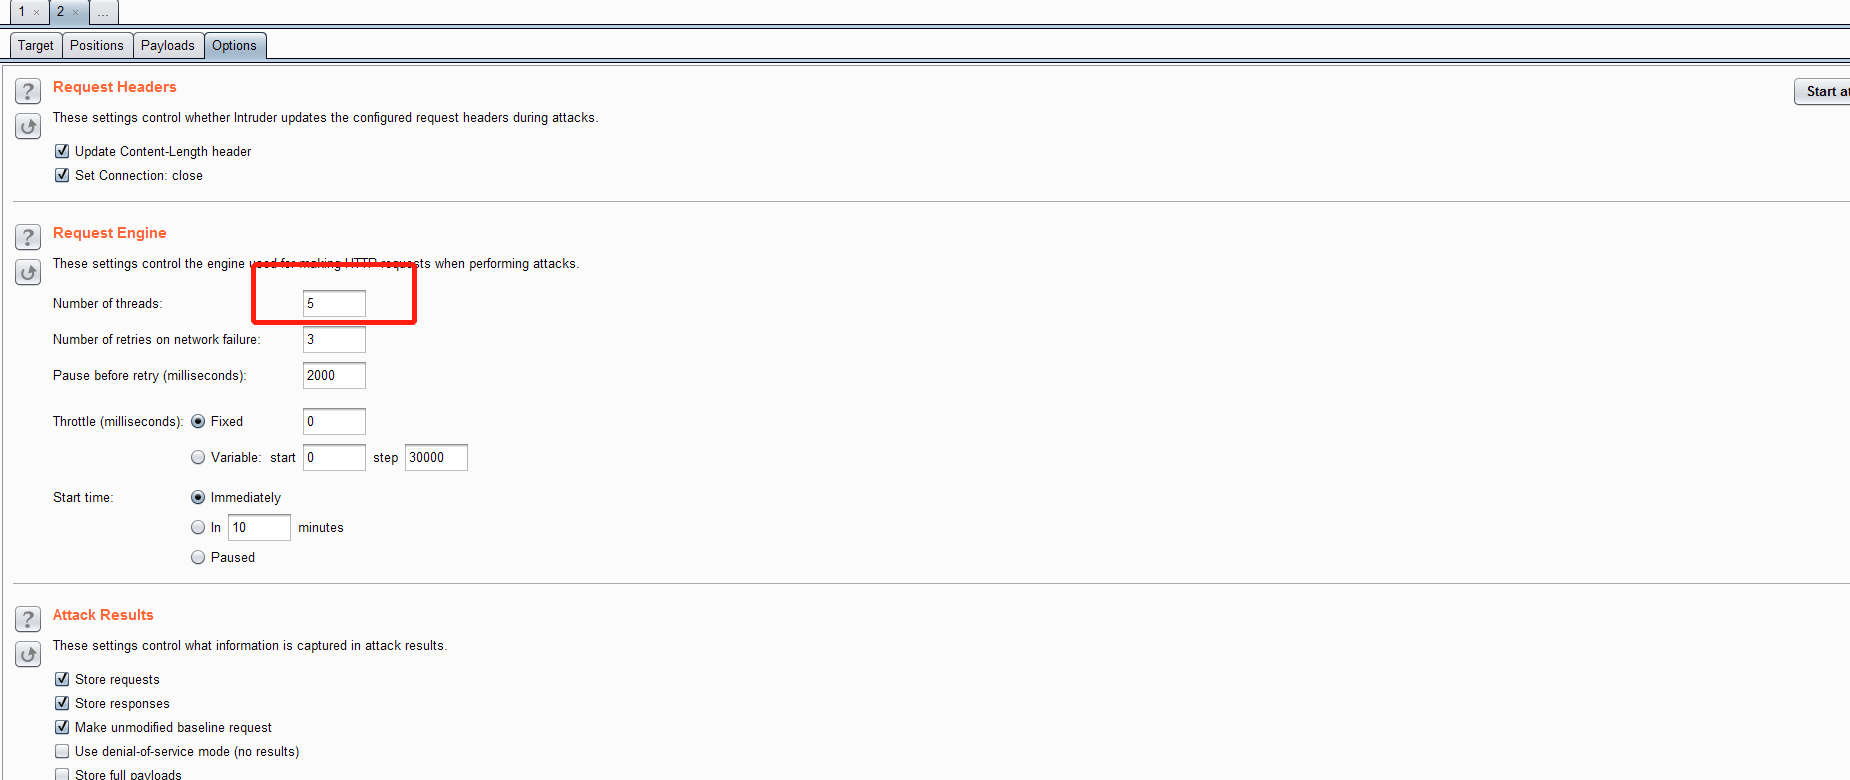 1 × 2 × ...
Target Positions Payloads Options
Request Headers
Start at
These settings control whether Intruder updates the configured request headers during attacks.
Update Content-Length header
Set Connection: close
Request Engine
These settings control the engine used for making HTTP requests when performing attacks.
Number of threads: 5
Number of retries on network failure: 3
Pause before retry (milliseconds): 2000
Throttle (milliseconds): Fixed 0
Variable: start 0 step 30000
Start time: Immediately
In 10 minutes
Paused
Attack Results
These settings control what information is captured in attack results.
Store requests
Store responses
Make unmodified baseline request
Use denial-of-service mode (no results)
Store full payloads